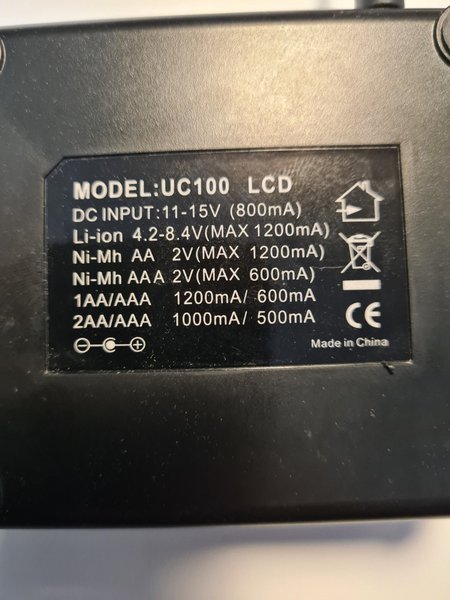 MODEL:UC100 LCD
DC INPUT:11-15V (800mA)
Li-ion 4.2-8.4V(MAX 1200mA)
Ni-Mh AA 2V(MAX 1200mA)
Ni-Mh AAA 2V(MAX 600mA)
1AA/AAA 1200mA/ 600mA
2AA/AAA 1000mA/ 500mA
CE
Made in China